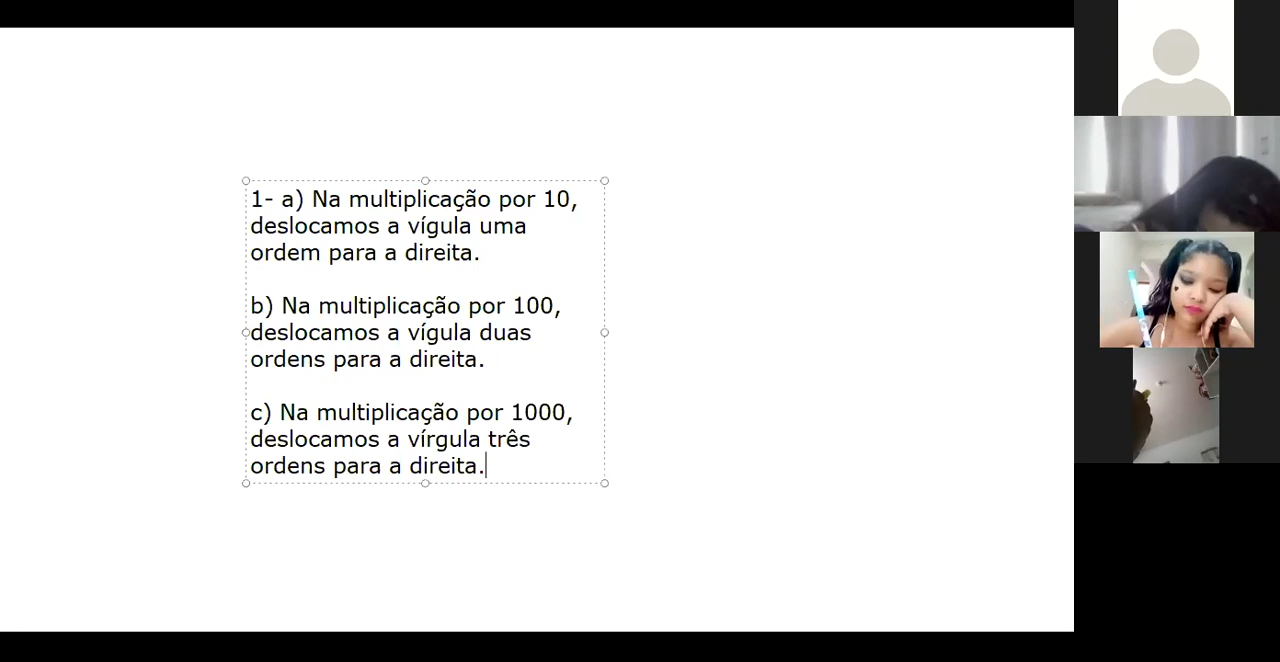 1- a) Na multiplicação por 10,
deslocamos a vígula uma
ordem para a direita.
b) Na multiplicação por 100,
deslocamos a vígula duas
ordens para a direita.
c) Na multiplicação por 1000,
deslocamos a vírgula três
ordens para a direita.